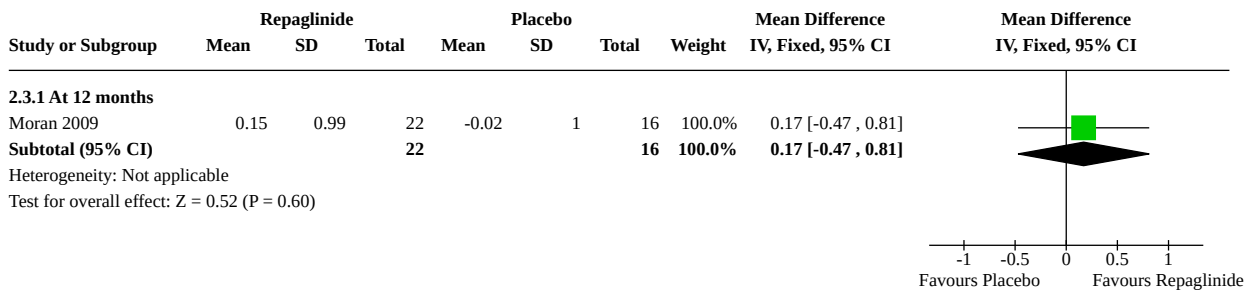 Repaglinide Placebo Mean Difference Mean Difference
Study or Subgroup Mean SD Total Mean SD Total Weight IV, Fixed, 95% CI IV, Fixed, 95% CI
2.3.1 At 12 months
Moran 2009 0.15 0.99 22 -0.02 1 16 100.0% 0.17 [-0.47 , 0.81]
Subtotal (95% CI) 22 16 100.0% 0.17 [-0.47 , 0.81]
Heterogeneity: Not applicable
Test for overall effect: Z = 0.52 (P = 0.60)
-1 -0.5 0 0.5 1
Favours Placebo Favours Repaglinide